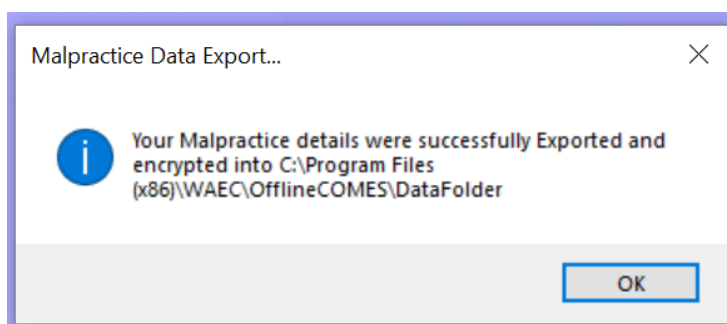 Malpractice Data Export...
Your Malpractice details were successfully Exported and
encrypted into C:\Program Files
(x86)\WAEC\OfflineCOMES\DataFolder
OK